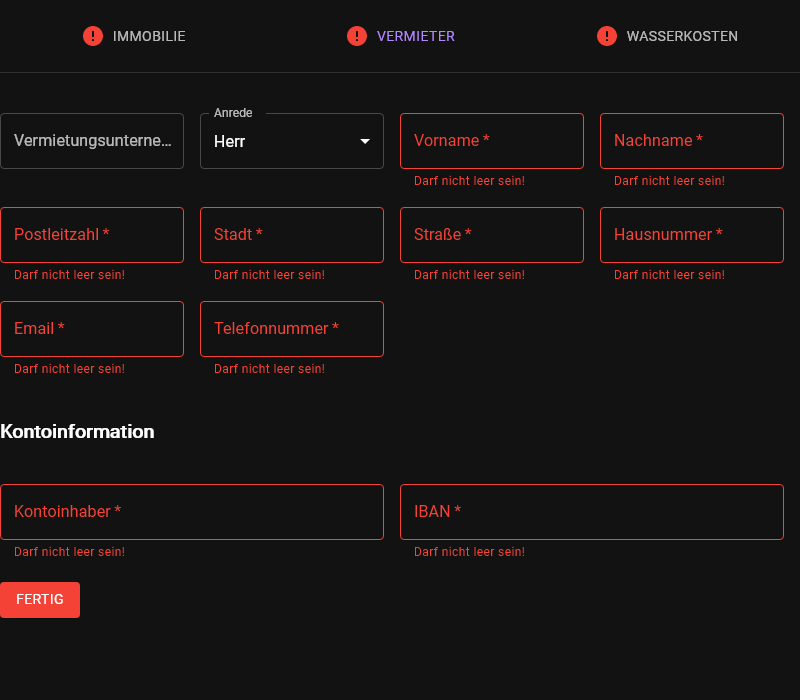 IMMOBILIE
VERMIETER
WASSERKOSTEN
Vermietungsunterne...
Anrede
Herr
Vorname *
Darf nicht leer sein!
Nachname *
Darf nicht leer sein!
Postleitzahl *
Darf nicht leer sein!
Stadt *
Darf nicht leer sein!
Straße *
Darf nicht leer sein!
Hausnummer *
Darf nicht leer sein!
Email *
Darf nicht leer sein!
Telefonnummer *
Darf nicht leer sein!
Kontoinformation
Kontoinhaber *
Darf nicht leer sein!
IBAN *
Darf nicht leer sein!
FERTIG